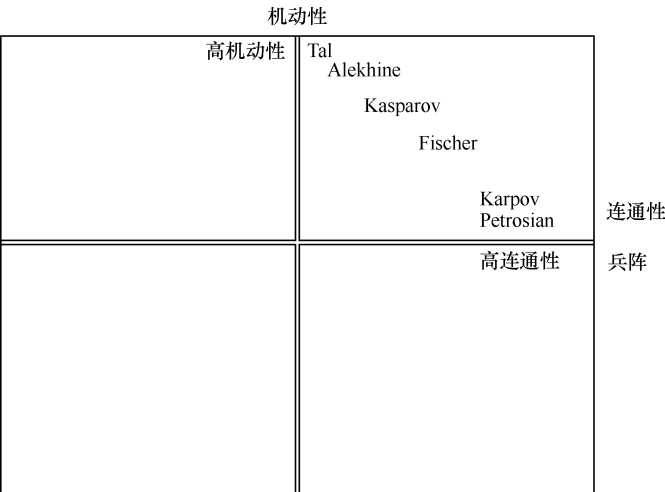 机动性
高机动性
Tal
Alekhine
Kasparov
Fischer
Karpov
Petrosian
连通性
高连通性
兵阵